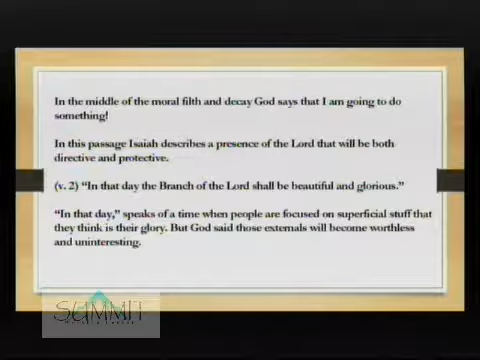 In the middle of the moral filth and decay God says that I am going to do
something!
In this passage Isaiah describes a presence of the Lord that will be both
directive and protective.
(v. 2) “In that day the Branch of the Lord shall be beautiful and glorious.”
“In that day,” speaks of a time when people are focused on superficial stuff that
they think is their glory. But God said those externals will become worthless
and uninteresting.
SUMMIT